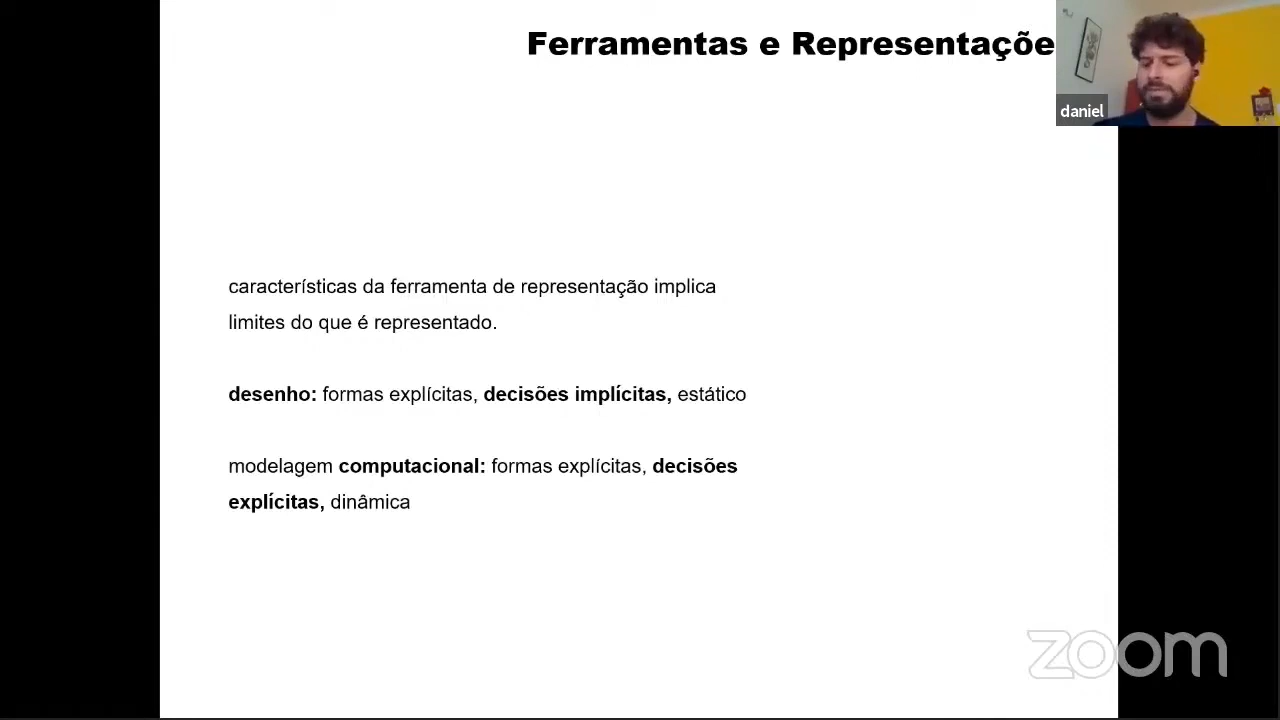 Ferramentas e Representaçõe
daniel
características da ferramenta de representação implica
limites do que é representado.
desenho: formas explícitas, decisões implícitas, estático
modelagem computacional: formas explícitas, decisões
explícitas, dinâmica
zoom